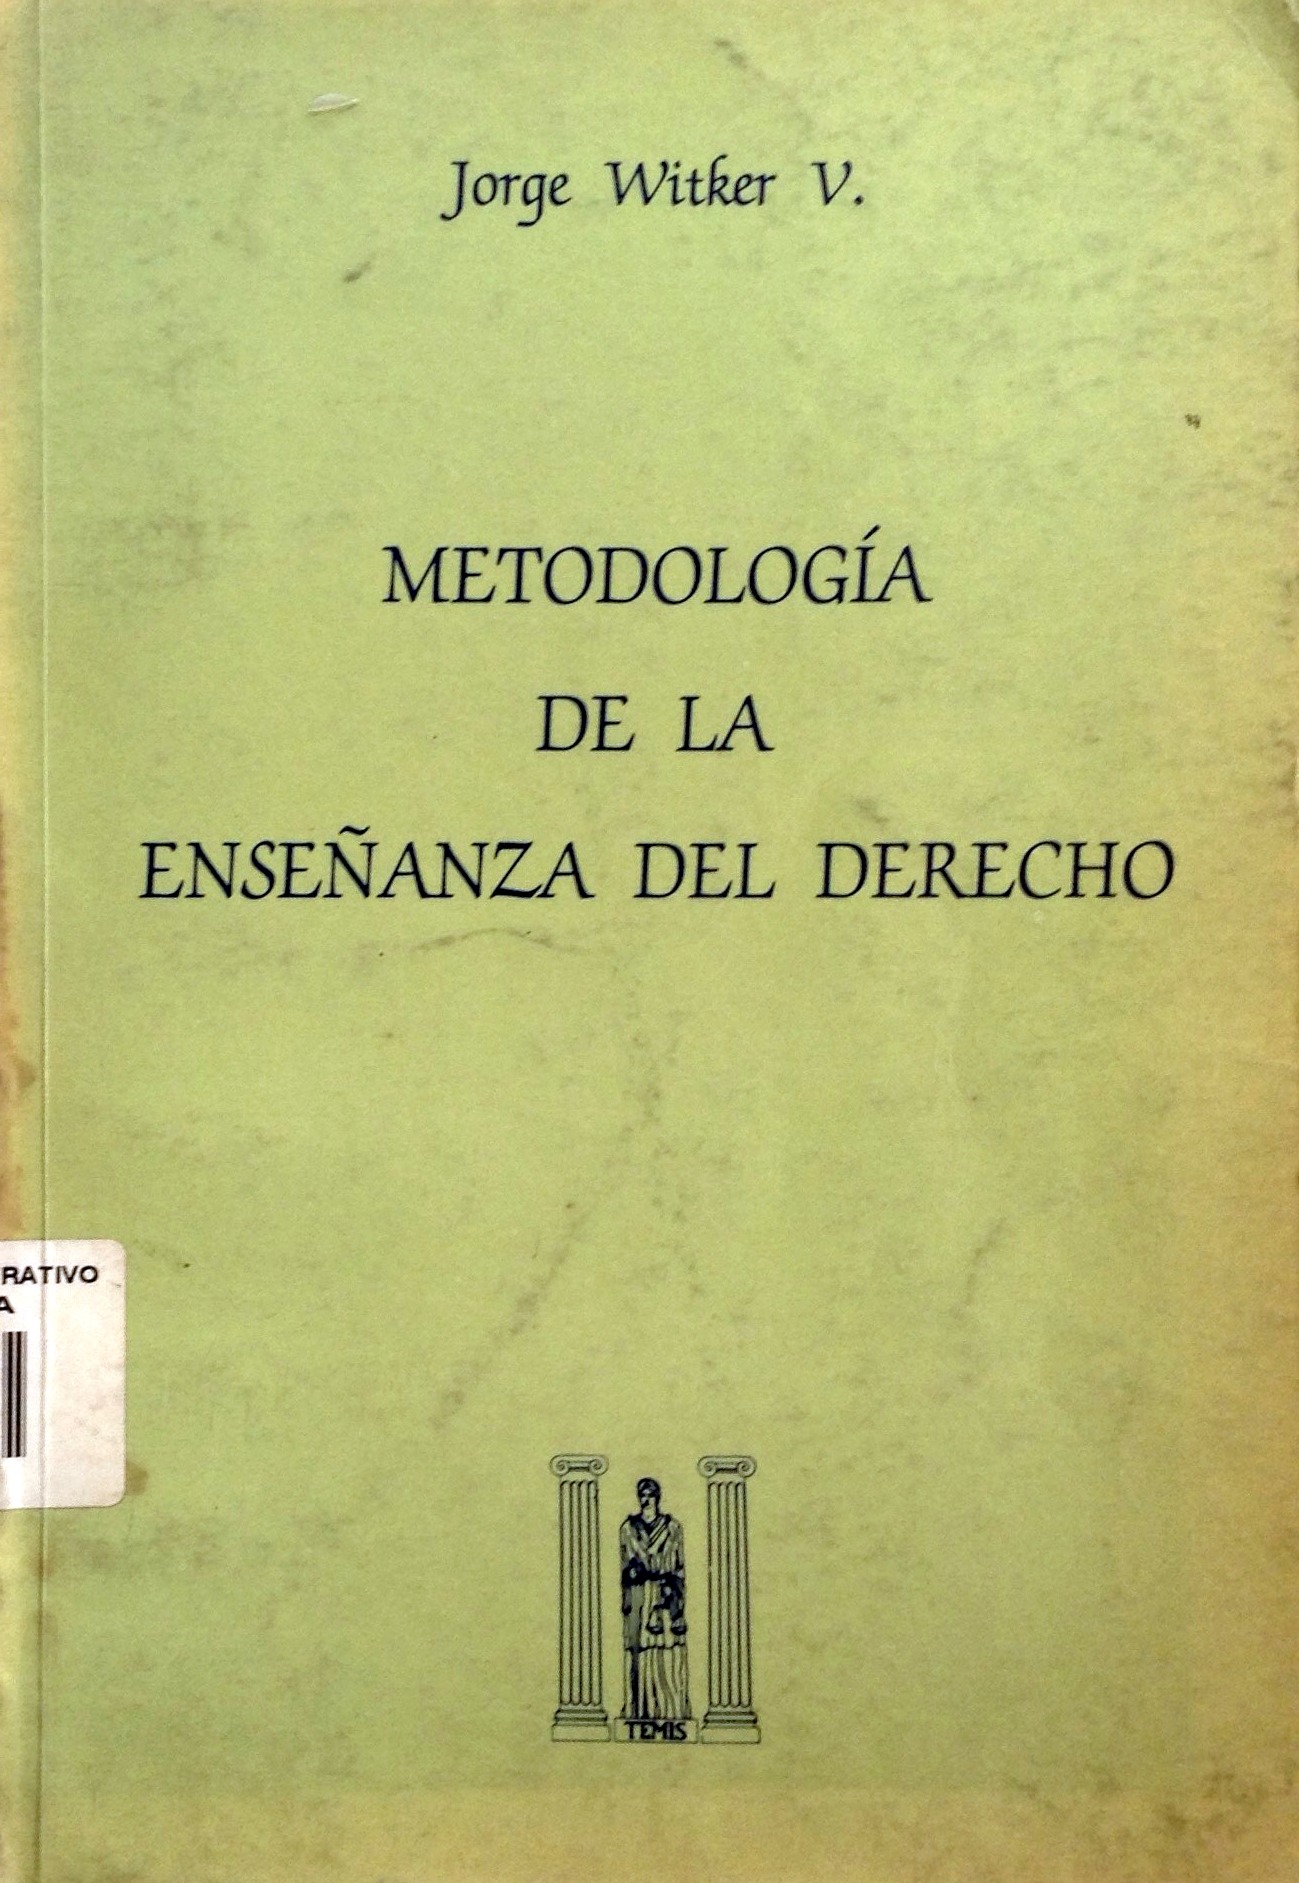 Jorge Witker V.
METODOLOGÍA
DE LA
ENSEÑANZA DEL DERECHO
RATIVO
A
TEMIS